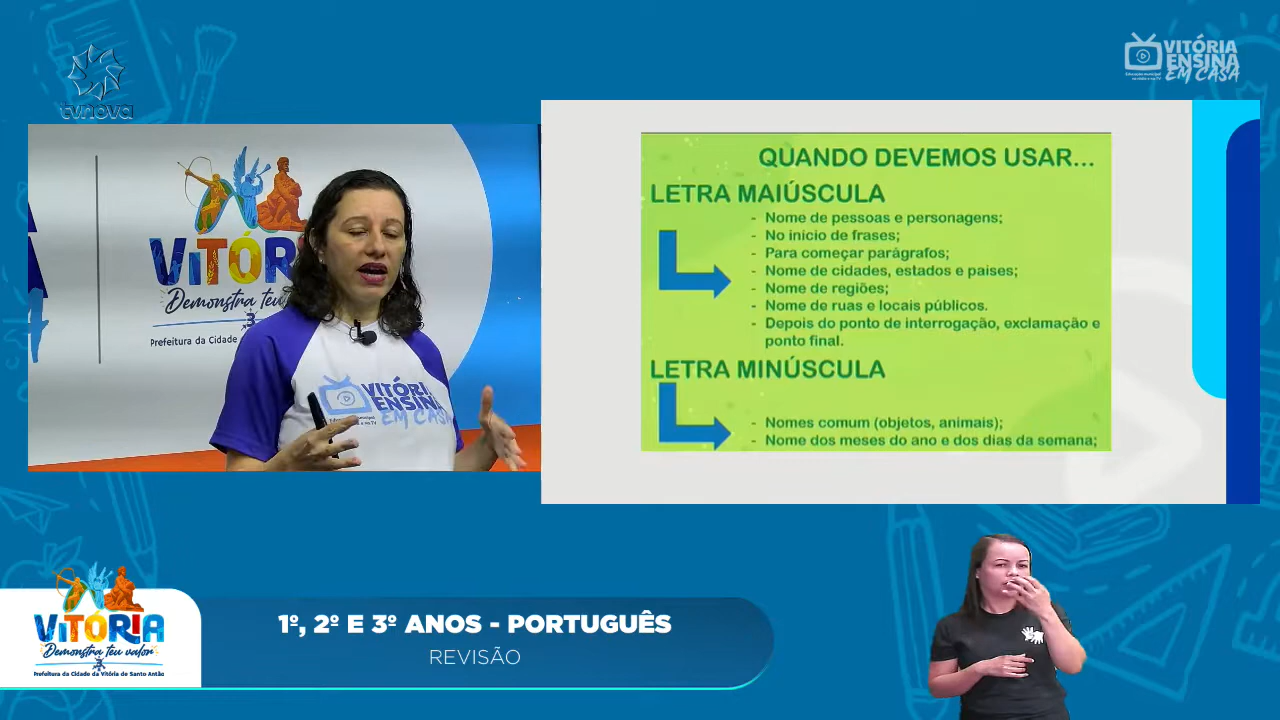 tvnova
VITÓRIA
ENSINA
EM CASA
VITÓR
Demonstra teu
Prefeitura da Cidade
VITÓRI
ENSINA
EM CASA
QUANDO DEVEMOS USAR...
LETRA MAIÚSCULA
- Nome de pessoas e personagens;
- No início de frases;
- Para começar parágrafos;
- Nome de cidades, estados e paises;
- Nome de regiões;
- Nome de ruas e locais públicos.
- Depois do ponto de interrogação, exclamação e
ponto final.
LETRA MINÚSCULA
- Nomes comum (objetos, animais);
- Nome dos meses do ano e dos dias da semana;
1º, 2º E 3º ANOS - PORTUGUÊS
REVISÃO
VITÓRIA
Demonstra teu valor
Prefeitura da Cidade da Vitória de Santo Antão